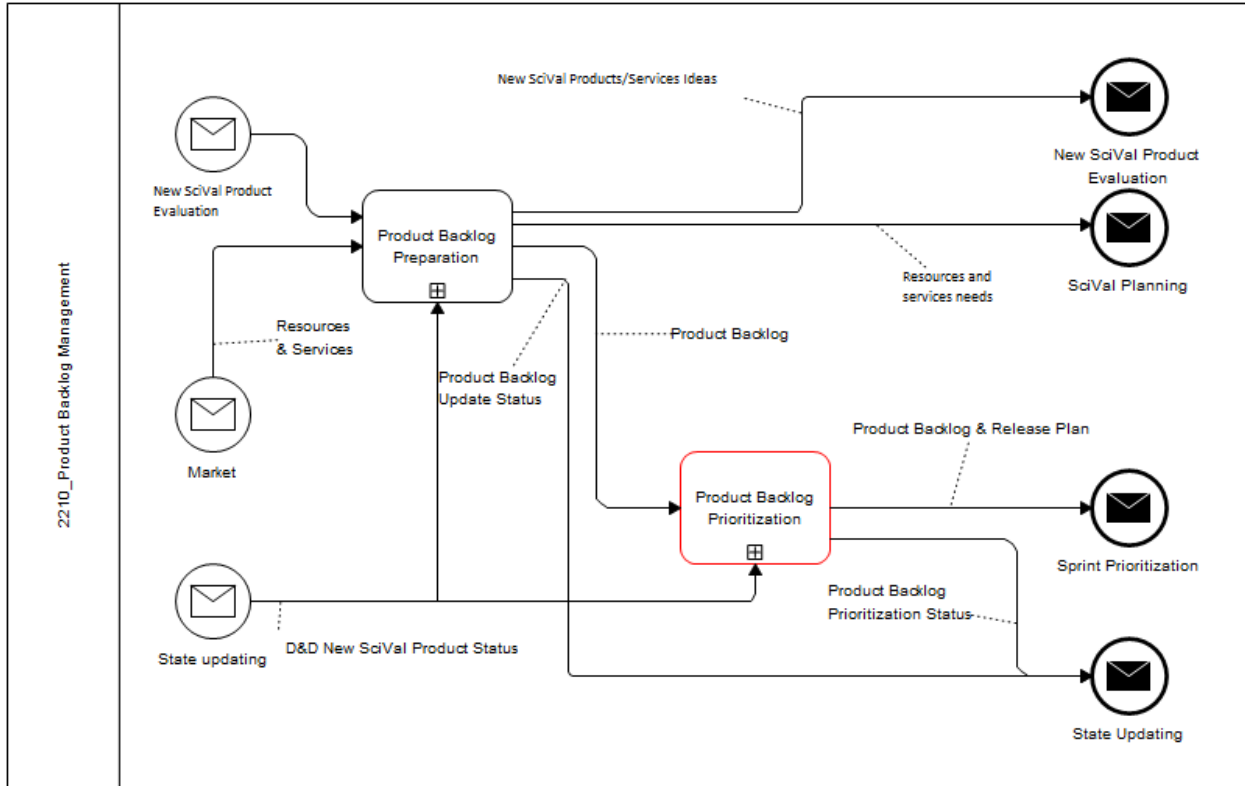 2210_Product Backlog Management
New SciVal Products/Services Ideas
New SciVal Product
Evaluation
New SciVal Product
Evaluation
Product Backlog
Preparation
Resources and
services needs
SciVal Planning
Resources
& Services
Product Backlog
Product Backlog
Update Status
Market
Product Backlog & Release Plan
Product Backlog
Prioritization
Sprint Prioritization
Product Backlog
Prioritization Status
D&D New SciVal Product Status
State updating
State Updating